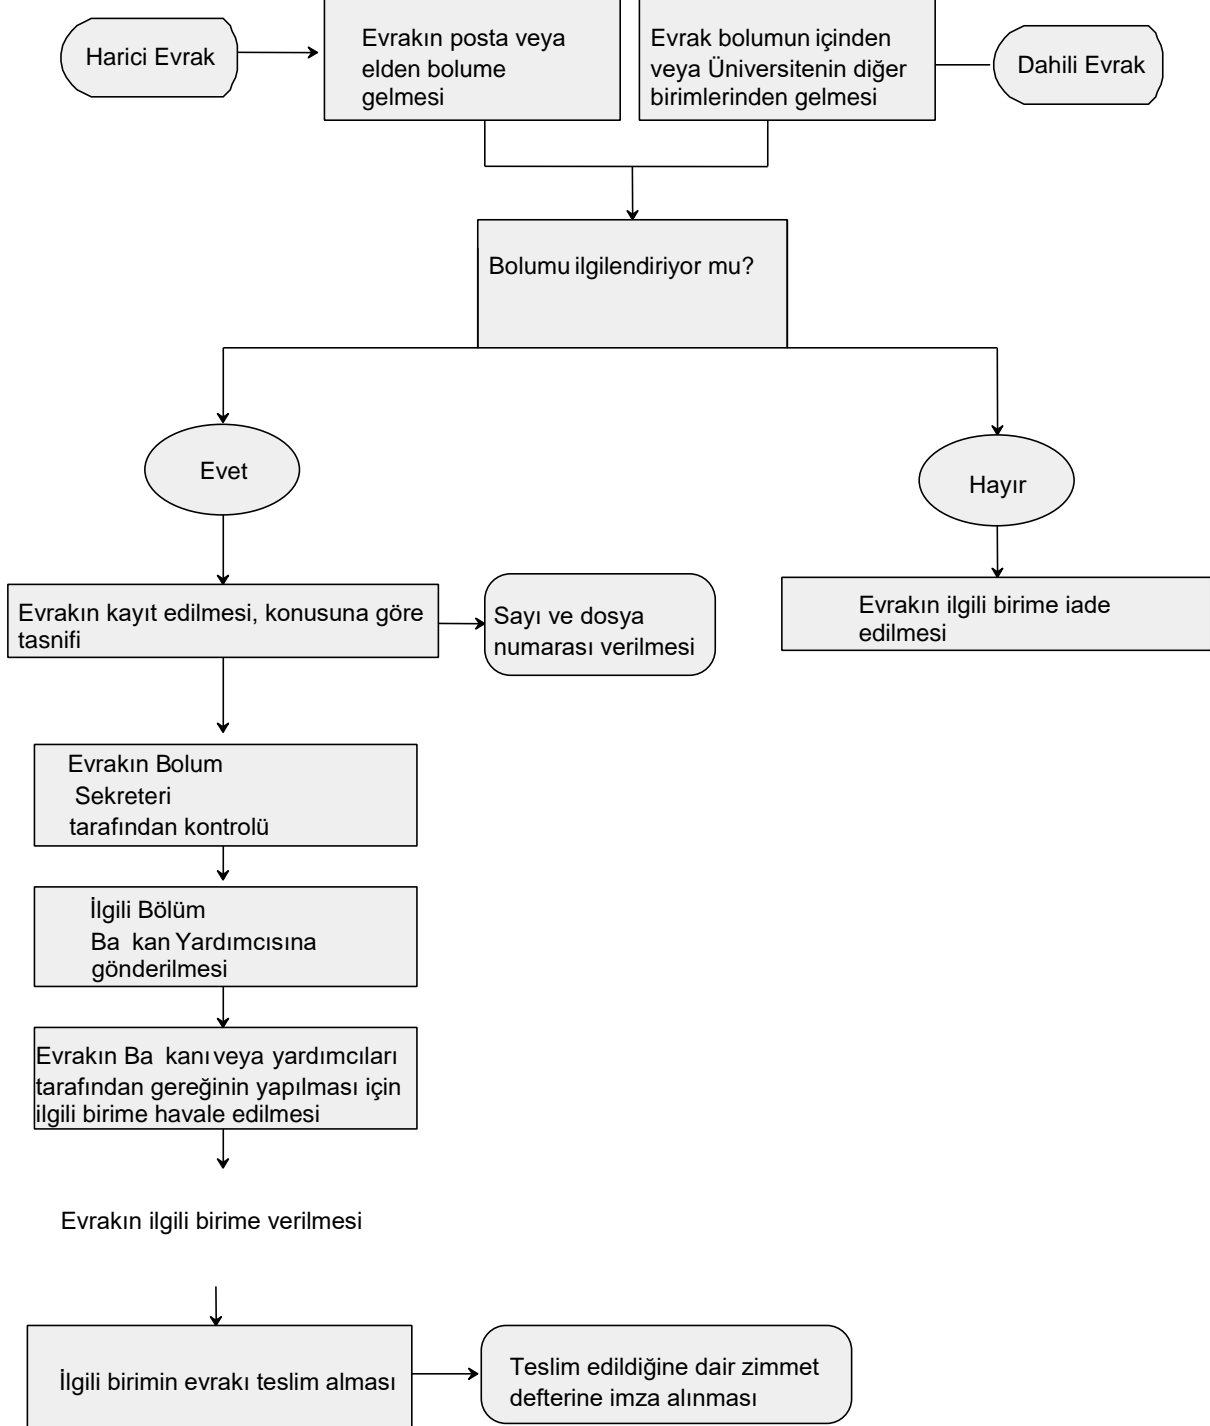 Harici Evrak
Evrakın posta veya
elden bolume
gelmesi
Evrak bolumun içinden
veya Üniversitenin diğer
birimlerinden gelmesi
Dahili Evrak
Bolumu ilgilendiriyor mu?
Evet
Hayır
Evrakın kayıt edilmesi, konusuna göre
tasnifi
Sayı ve dosya
numarası verilmesi
Evrakın ilgili birime iade
edilmesi
Evrakın Bolum
Sekreteri
tarafından kontrolü
İlgili Bölüm
Ba kan Yardımcısına
gönderilmesi
Evrakın Ba kanı veya yardımcıları
tarafından gereğinin yapılması için
ilgili birime havale edilmesi
Evrakın ilgili birime verilmesi
İlgili birimin evrakı teslim alması
Teslim edildiğine dair zimmet
defterine imza alınması